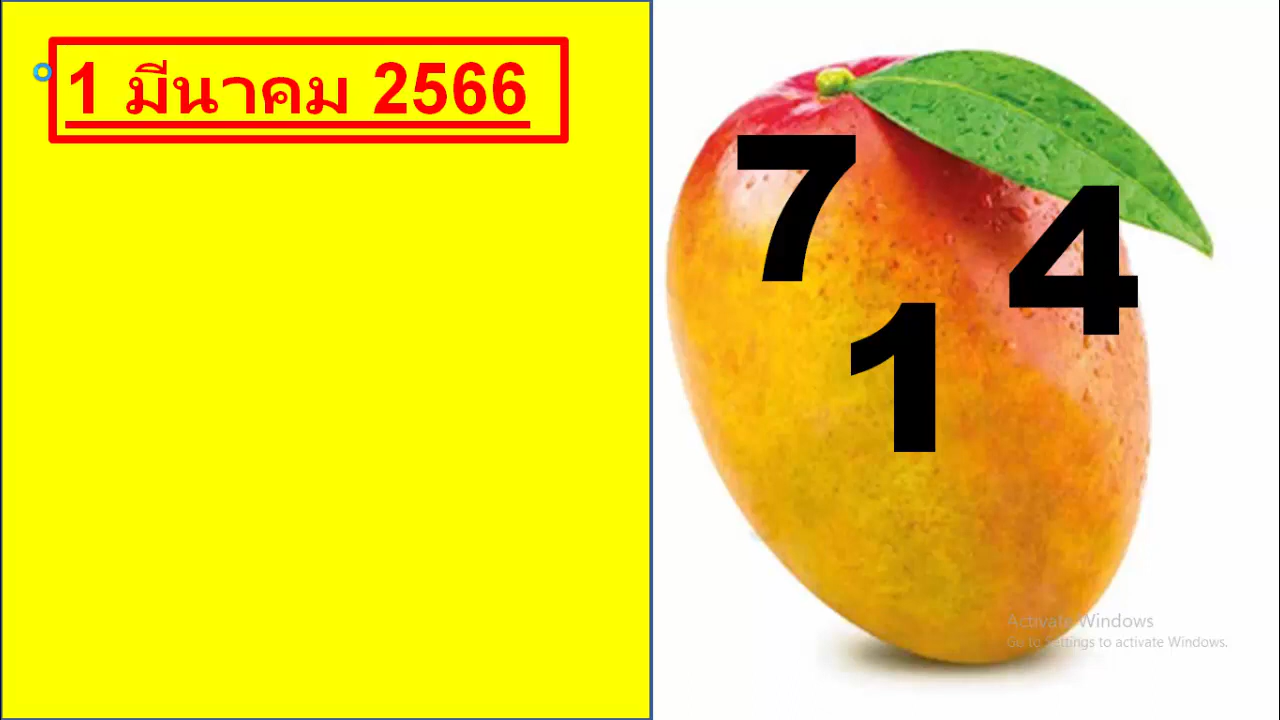 1 มีนาคม 2566
7
4
1
Activate Windows
Go to Settings to activate Windows.